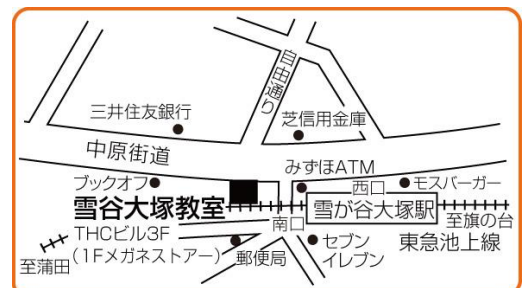 自由通り
三井住友銀行
芝信用金庫
中原街道
みずほATM
ブックオフ
西口
モスバーガー
雪谷大塚教室
雪が谷大塚駅
南口
至旗の台
THCビル3F
(1Fメガネストアー)
郵便局
セブン
イレブン
東急池上線
至蒲田